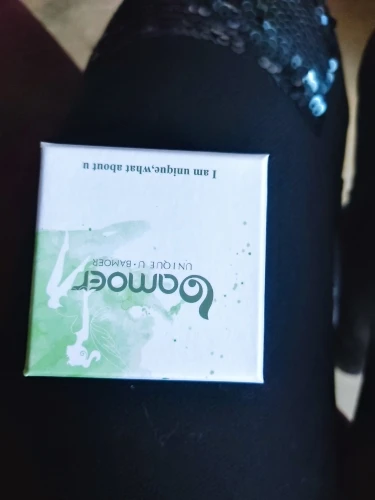 bamoer
UNIQUE U · BAMOER
I am unique,what about u